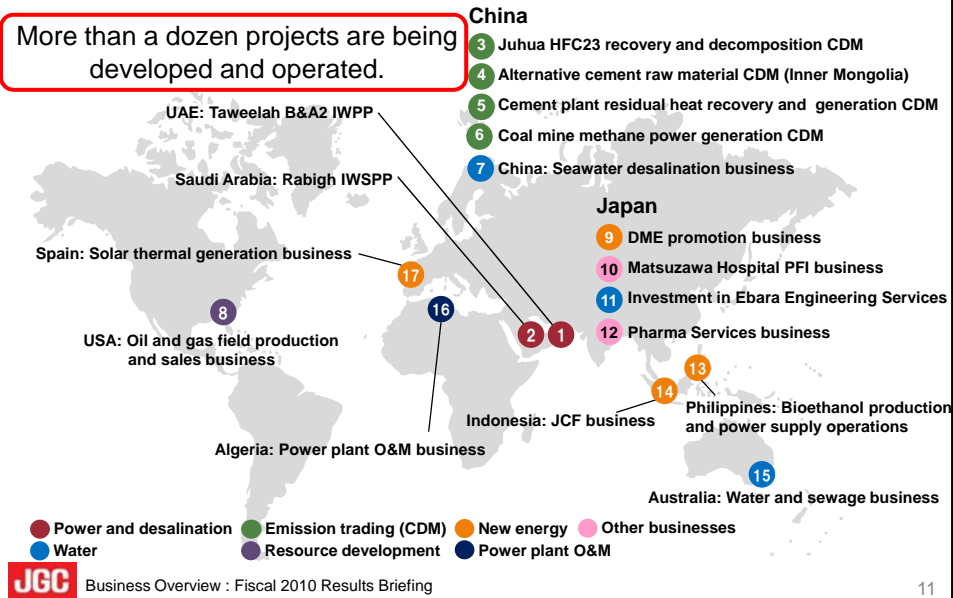 More than a dozen projects are being
developed and operated.
China
3 Juhua HFC23 recovery and decomposition CDM
4 Alternative cement raw material CDM (Inner Mongolia)
5 Cement plant residual heat recovery and generation CDM
6 Coal mine methane power generation CDM
7 China: Seawater desalination business
UAE: Taweelah B&A2 IWPP
Saudi Arabia: Rabigh IWSPP
Spain: Solar thermal generation business
17
16
8
USA: Oil and gas field production
and sales business
2
1
Japan
9 DME promotion business
10 Matsuzawa Hospital PFI business
11 Investment in Ebara Engineering Services
12 Pharma Services business
13
14
Philippines: Bioethanol production
and power supply operations
Indonesia: JCF business
Algeria: Power plant O&M business
15
Australia: Water and sewage business
Power and desalination Emission trading (CDM) New energy Other businesses
Water Resource development Power plant O&M
JGC Business Overview : Fiscal 2010 Results Briefing 11